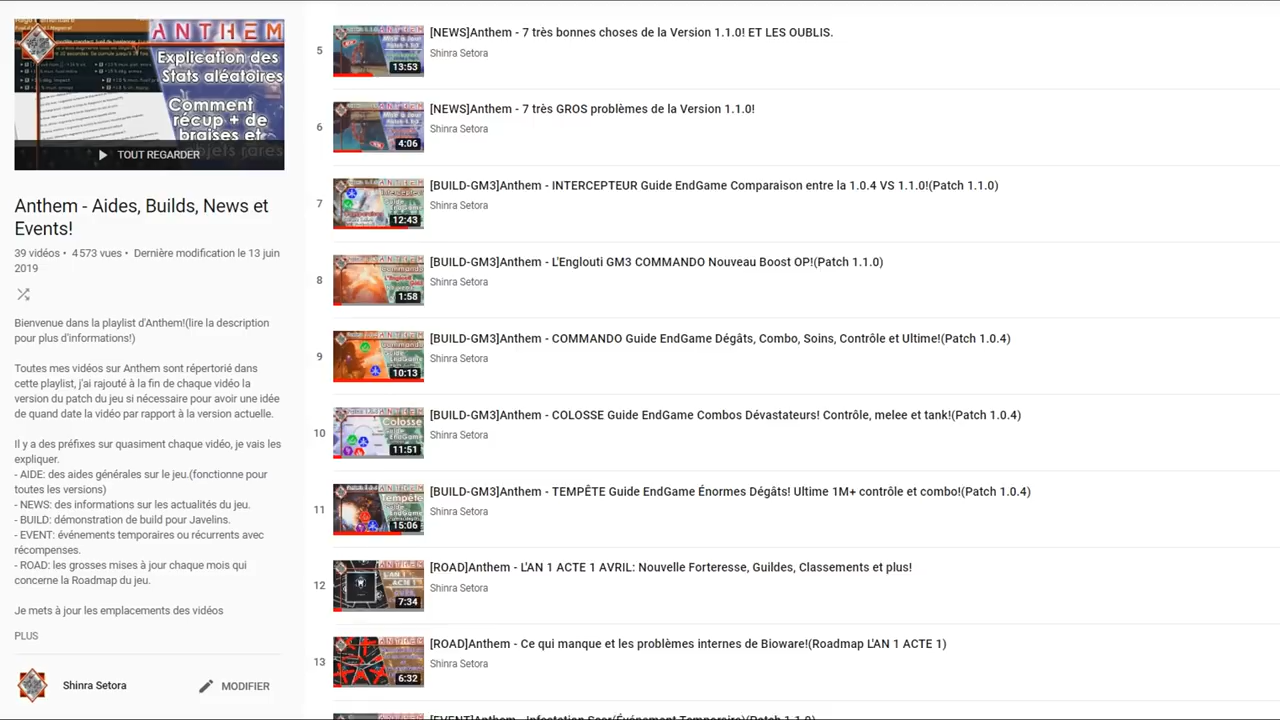 ANTHEM
Explication des
Stats aléatoires
Comment
récup + de
braises et
objets rares
TOUT REGARDER
Anthem - Aides, Builds, News et
Events!
39 vidéos • 4 573 vues • Dernière modification le 13 juin
2019
Bienvenue dans la playlist d'Anthem!(lire la description
pour plus d'informations!)
Toutes mes vidéos sur Anthem sont répertorié dans
cette playlist, j'ai rajouté à la fin de chaque vidéo la
version du patch du jeu si nécessaire pour avoir une idée
de quand date la vidéo par rapport à la version actuelle.
Il y a des préfixes sur quasiment chaque vidéo, je vais les
expliquer.
- AIDE: des aides générales sur le jeu.(fonctionne pour
toutes les versions)
- NEWS: des informations sur les actualités du jeu.
- BUILD: démonstration de build pour Javelins.
- EVENT: événements temporaires ou récurrents avec
récompenses.
- ROAD: les grosses mises à jour chaque mois qui
concerne la Roadmap du jeu.
Je mets à jour les emplacements des vidéos
PLUS
Shinra Setora
MODIFIER
5
13:53
[NEWS]Anthem - 7 très bonnes choses de la Version 1.1.0! ET LES OUBLIS.
Shinra Setora
6
4:06
[NEWS]Anthem - 7 très GROS problèmes de la Version 1.1.0!
Shinra Setora
7
12:43
[BUILD-GM3]Anthem - INTERCEPTEUR Guide EndGame Comparaison entre la 1.0.4 VS 1.1.0!(Patch 1.1.0)
Shinra Setora
8
1:58
[BUILD-GM3]Anthem - L'Englouti GM3 COMMANDO Nouveau Boost OP!(Patch 1.1.0)
Shinra Setora
9
10:13
[BUILD-GM3]Anthem - COMMANDO Guide EndGame Dégâts, Combo, Soins, Contrôle et Ultime!(Patch 1.0.4)
Shinra Setora
10
Colosse
11:51
[BUILD-GM3]Anthem - COLOSSE Guide EndGame Combos Dévastateurs! Contrôle, melee et tank!(Patch 1.0.4)
Shinra Setora
11
Tempête
15:06
[BUILD-GM3]Anthem - TEMPÊTE Guide EndGame Énormes Dégâts! Ultime 1M+ contrôle et combo!(Patch 1.0.4)
Shinra Setora
12
7:34
[ROAD]Anthem - L'AN 1 ACTE 1 AVRIL: Nouvelle Forteresse, Guildes, Classements et plus!
Shinra Setora
13
6:32
[ROAD]Anthem - Ce qui manque et les problèmes internes de Bioware!(Roadmap L'AN 1 ACTE 1)
Shinra Setora